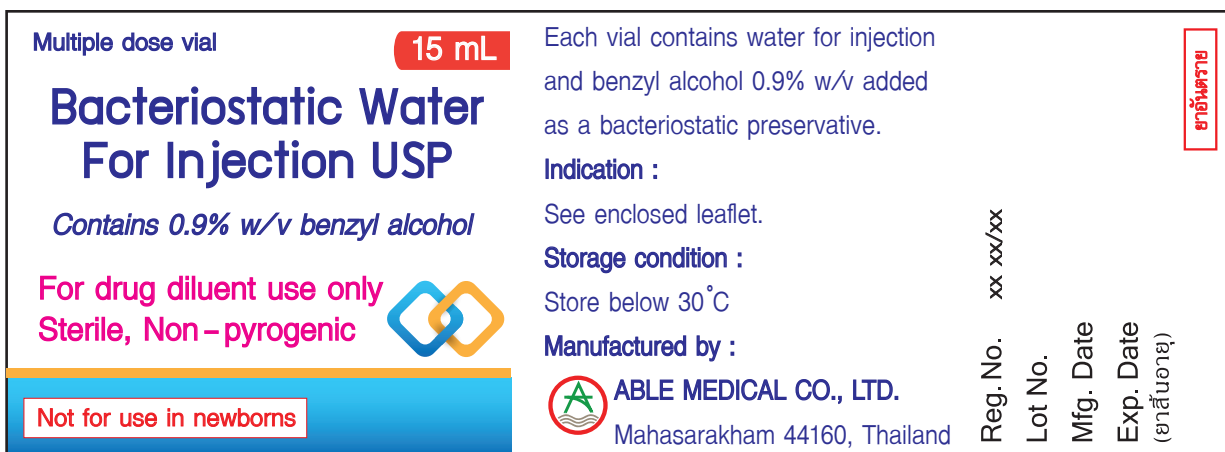 Multiple dose vial
15 mL
Bacteriostatic Water
For Injection USP
Contains 0.9% w/v benzyl alcohol
For drug diluent use only
Sterile, Non-pyrogenic
Not for use in newborns
Each vial contains water for injection
and benzyl alcohol 0.9% w/v added
as a bacteriostatic preservative.
Indication :
See enclosed leaflet.
Storage condition :
Store below 30°C
Manufactured by :
ABLE MEDICAL CO., LTD.
Mahasarakham 44160, Thailand
Reg. No. xx xx/xx
Lot No.
Mfg. Date
Exp. Date
(ยาสิ้นอายุ)
ยาอันตราย